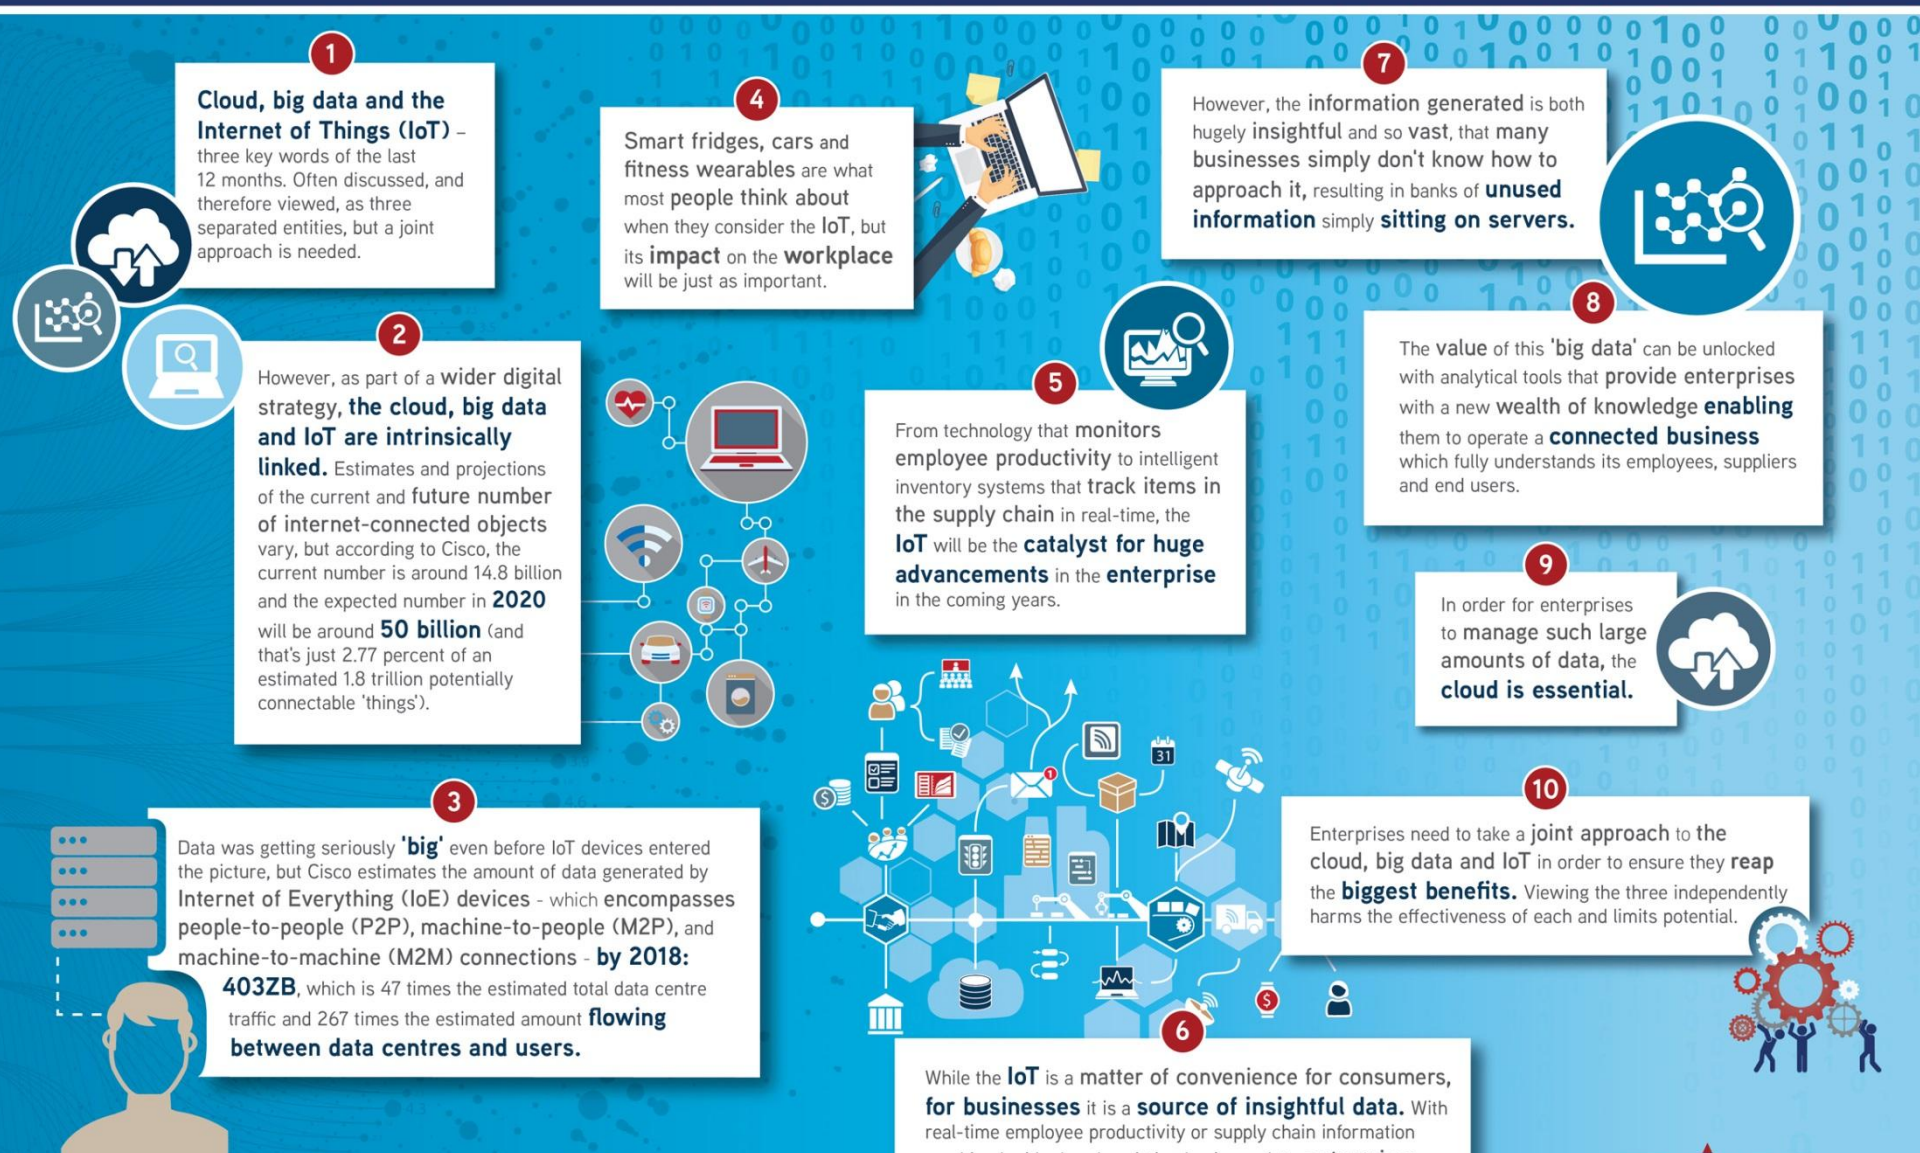 1
Cloud, big data and the
Internet of Things (IoT) –
three key words of the last
12 months. Often discussed, and
therefore viewed, as three
separated entities, but a joint
approach is needed.
2
However, as part of a wider digital
strategy, the cloud, big data
and IoT are intrinsically
linked. Estimates and projections
of the current and future number
of internet-connected objects
vary, but according to Cisco, the
current number is around 14.8 billion
and the expected number in 2020
will be around 50 billion (and
that's just 2.77 percent of an
estimated 1.8 trillion potentially
connectable 'things').
3
Data was getting seriously 'big' even before IoT devices entered
the picture, but Cisco estimates the amount of data generated by
Internet of Everything (IoE) devices - which encompasses
people-to-people (P2P), machine-to-people (M2P), and
machine-to-machine (M2M) connections - by 2018:
403ZB, which is 47 times the estimated total data centre
traffic and 267 times the estimated amount flowing
between data centres and users.
4
Smart fridges, cars and
fitness wearables are what
most people think about
when they consider the IoT, but
its impact on the workplace
will be just as important.
5
From technology that monitors
employee productivity to intelligent
inventory systems that track items in
the supply chain in real-time, the
IoT will be the catalyst for huge
advancements in the enterprise
in the coming years.
1
31
$
$
6
While the IoT is a matter of convenience for consumers,
for businesses it is a source of insightful data. With
real-time employee productivity or supply chain information
7
However, the information generated is both
hugely insightful and so vast, that many
businesses simply don't know how to
approach it, resulting in banks of unused
information simply sitting on servers.
8
The value of this 'big data' can be unlocked
with analytical tools that provide enterprises
with a new wealth of knowledge enabling
them to operate a connected business
which fully understands its employees, suppliers
and end users.
9
In order for enterprises
to manage such large
amounts of data, the
cloud is essential.
10
Enterprises need to take a joint approach to the
cloud, big data and IoT in order to ensure they reap
the biggest benefits. Viewing the three independently
harms the effectiveness of each and limits potential.